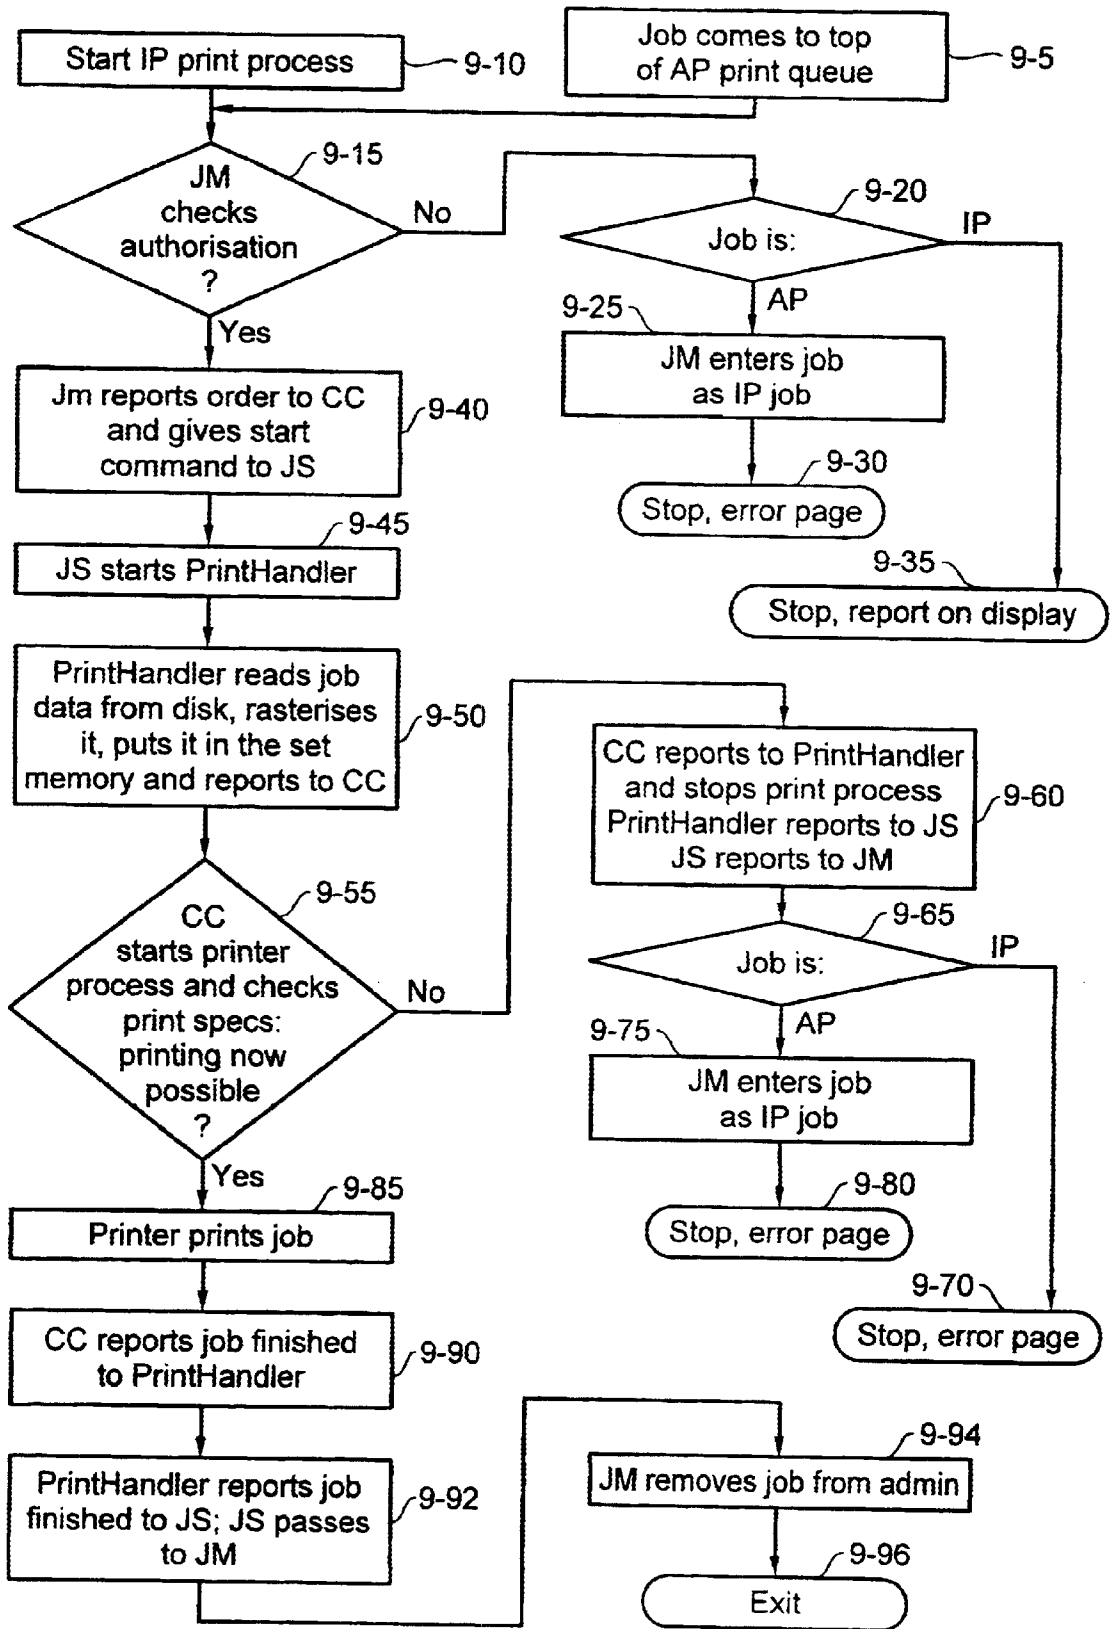 Start IP print process
9-10
Job comes to top
of AP print queue
9-5
9-15
JM
checks
authorisation
?
No
Yes
9-20
Job is:
IP
AP
9-25
JM enters job
as IP job
9-30
Stop, error page
9-35
Stop, report on display
Jm reports order to CC
and gives start
command to JS
9-40
9-45
JS starts PrintHandler
PrintHandler reads job
data from disk, rasterises
it, puts it in the set
memory and reports to CC
9-50
9-55
CC
starts printer
process and checks
print specs:
printing now
possible
?
No
Yes
CC reports to PrintHandler
and stops print process
PrintHandler reports to JS
JS reports to JM
9-60
9-65
Job is:
IP
AP
9-75
JM enters job
as IP job
9-80
Stop, error page
9-70
Stop, error page
9-85
Printer prints job
CC reports job finished
to PrintHandler
9-90
PrintHandler reports job
finished to JS; JS passes
to JM
9-92
9-94
JM removes job from admin
9-96
Exit